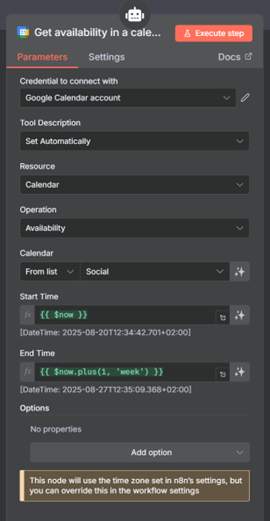 Get availability in a cale...
Execute step
Parameters
Settings
Docs
Credential to connect with
Google Calendar account
Tool Description
Set Automatically
Resource
Calendar
Operation
Availability
Calendar
From list
Social
Start Time
fx {{ $now }}
[DateTime: 2025-08-20T12:34:42.701+02:00]
End Time
fx {{ $now.plus(1, 'week') }}
[DateTime: 2025-08-27T12:35:09.368+02:00]
Options
No properties
Add option
This node will use the time zone set in n8n's settings, but
you can override this in the workflow settings